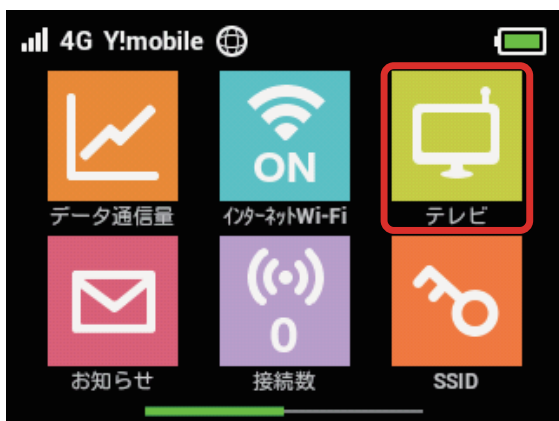 4G Y!mobile
ON
データ通信量
インターネットWi-Fi
テレビ
0
お知らせ
接続数
SSID